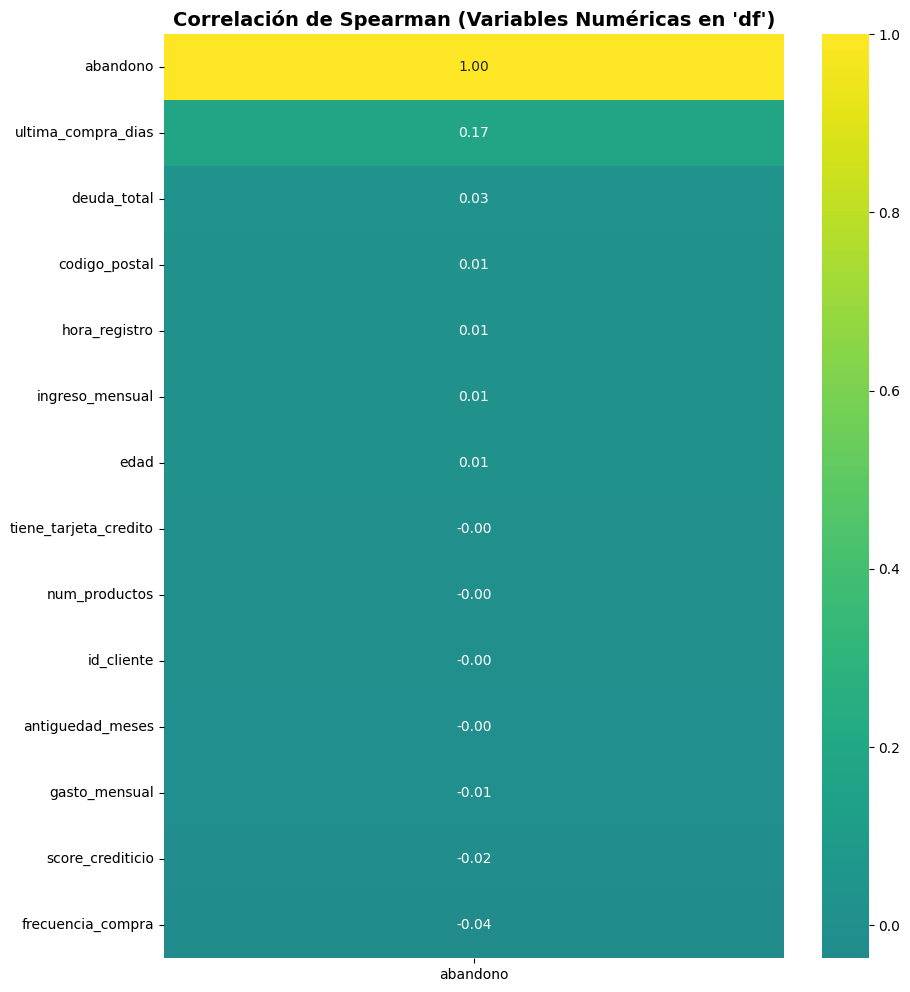 Correlación de Spearman (Variables Numéricas en 'df')
abandono 1.00
ultima_compra_dias 0.17
deuda_total 0.03
codigo_postal 0.01
hora_registro 0.01
ingreso_mensual 0.01
edad 0.01
tiene_tarjeta_credito -0.00
num_productos -0.00
id_cliente -0.00
antiguedad_meses -0.00
gasto_mensual -0.01
score_crediticio -0.02
frecuencia_compra -0.04
abandono
1.0
0.8
0.6
0.4
0.2
0.0